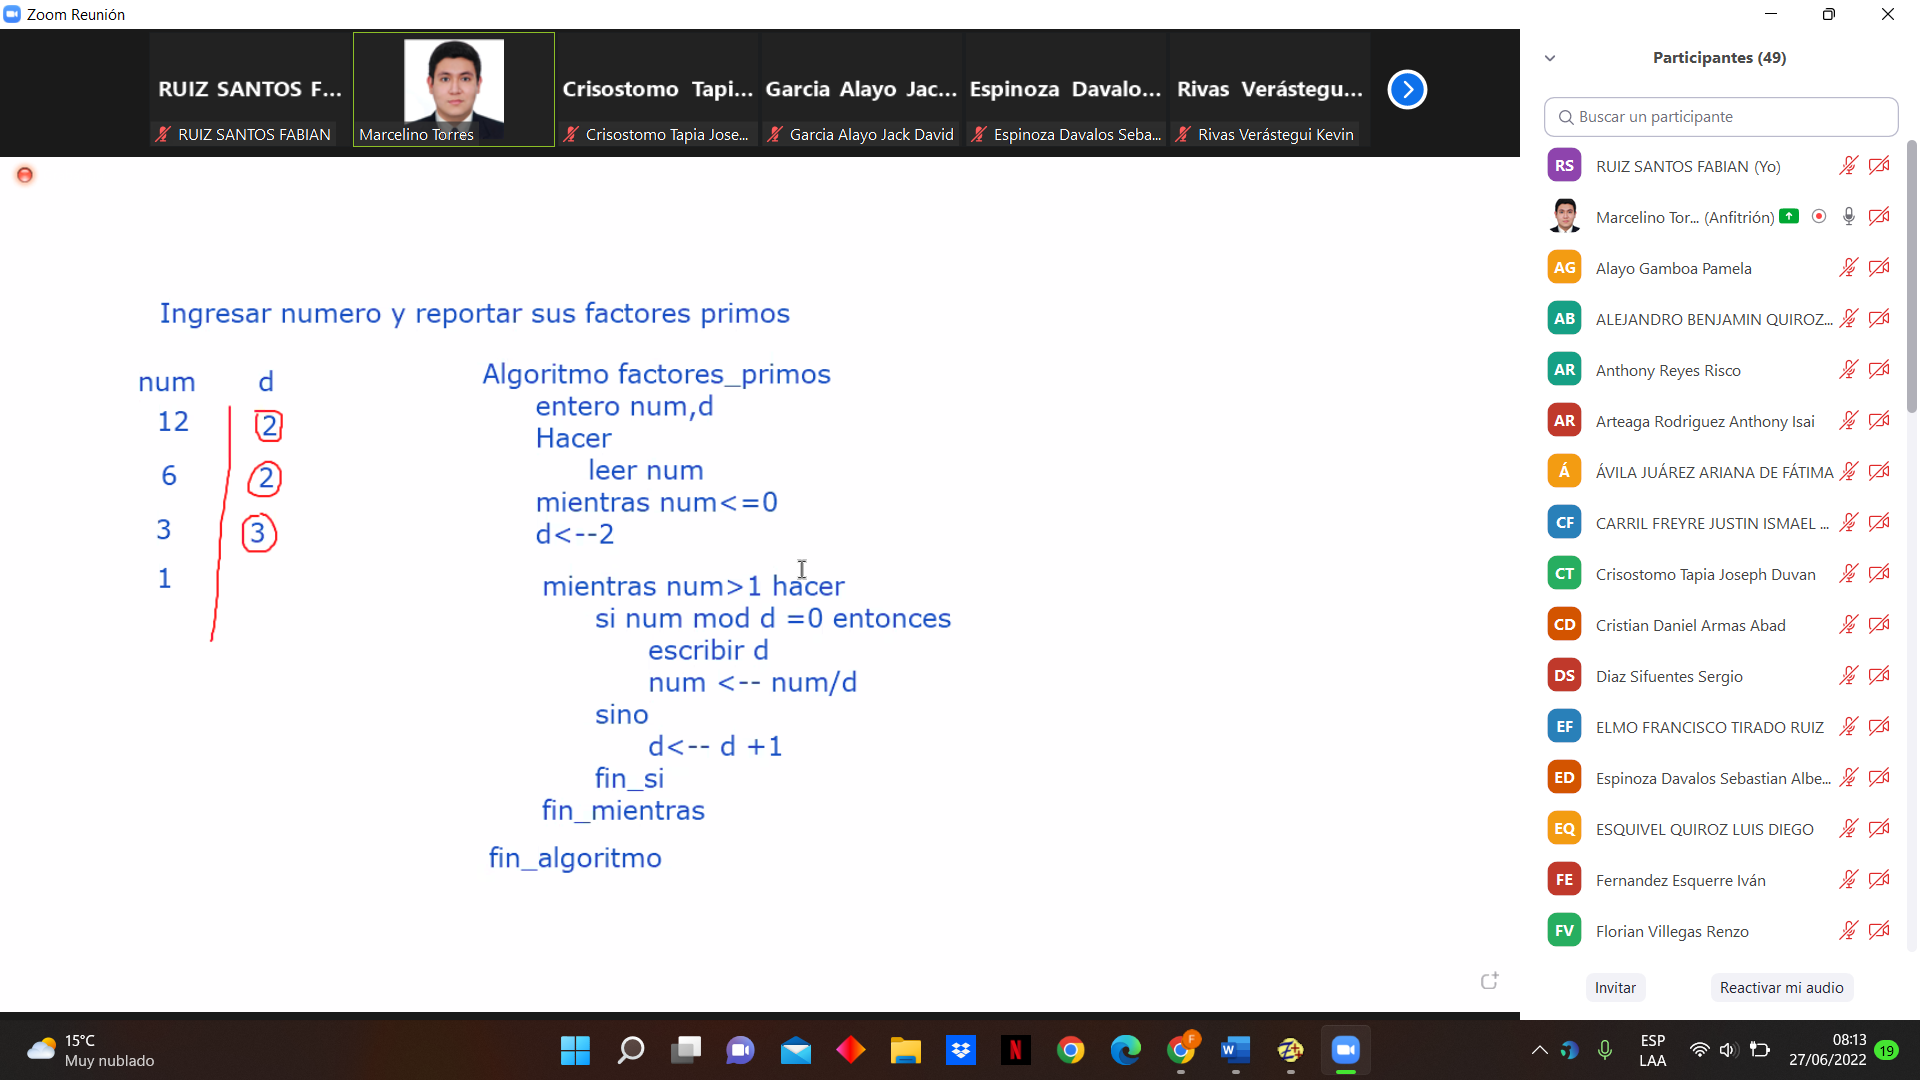 Zoom Reunión
RUIZ SANTOS F...
Crisostomo Tapi...
Garcia Alayo Jac...
Espinoza Davalo...
Rivas Verástegu...
RUIZ SANTOS FABIAN
Marcelino Torres
Crisostomo Tapia Jose...
Garcia Alayo Jack David
Espinoza Davalos Seba...
Rivas Verástegui Kevin
Ingresar numero y reportar sus factores primos
num d
12 2
6 2
3 3
1
Algoritmo factores_primos
entero num,d
Hacer
leer num
mientras num<=0
d<--2
mientras num>1 hacer
si num mod d =0 entonces
escribir d
num <-- num/d
sino
d<-- d +1
fin_si
fin_mientras
fin_algoritmo
Participantes (49)
Buscar un participante
RS RUIZ SANTOS FABIAN (Yo)
Marcelino Tor... (Anfitrión)
AG Alayo Gamboa Pamela
AB ALEJANDRO BENJAMIN QUIROZ...
AR Anthony Reyes Risco
AR Arteaga Rodriguez Anthony Isai
Á ÁVILA JUÁREZ ARIANA DE FÁTIMA
CF CARRIL FREYRE JUSTIN ISMAEL ...
CT Crisostomo Tapia Joseph Duvan
CD Cristian Daniel Armas Abad
DS Diaz Sifuentes Sergio
EF ELMO FRANCISCO TIRADO RUIZ
ED Espinoza Davalos Sebastian Albe...
EQ ESQUIVEL QUIROZ LUIS DIEGO
FE Fernandez Esquerre Iván
FV Florian Villegas Renzo
Invitar
Reactivar mi audio
15°C
Muy nublado
N
F
W
ESP
LAA
08:13
27/06/2022
19